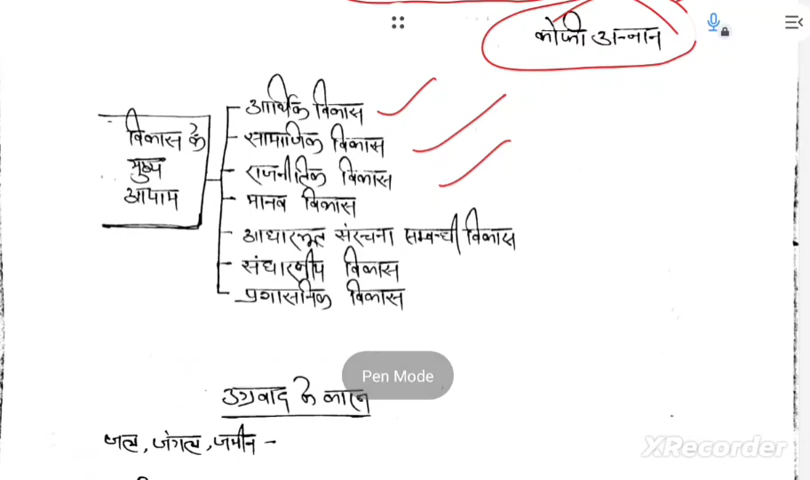 कोफी अन्नान
विकास के
मुख्य
आयाम
आर्थिक विकास
सामाजिक विकास
राजनीतिक विकास
मानव विकास
आधारभूत संरचना सम्बन्धी विकास
संधारणीय विकास
प्रशासनिक विकास
Pen Mode
उग्रवाद के कारण
जल, जंगल, जमीन -
XRecorder